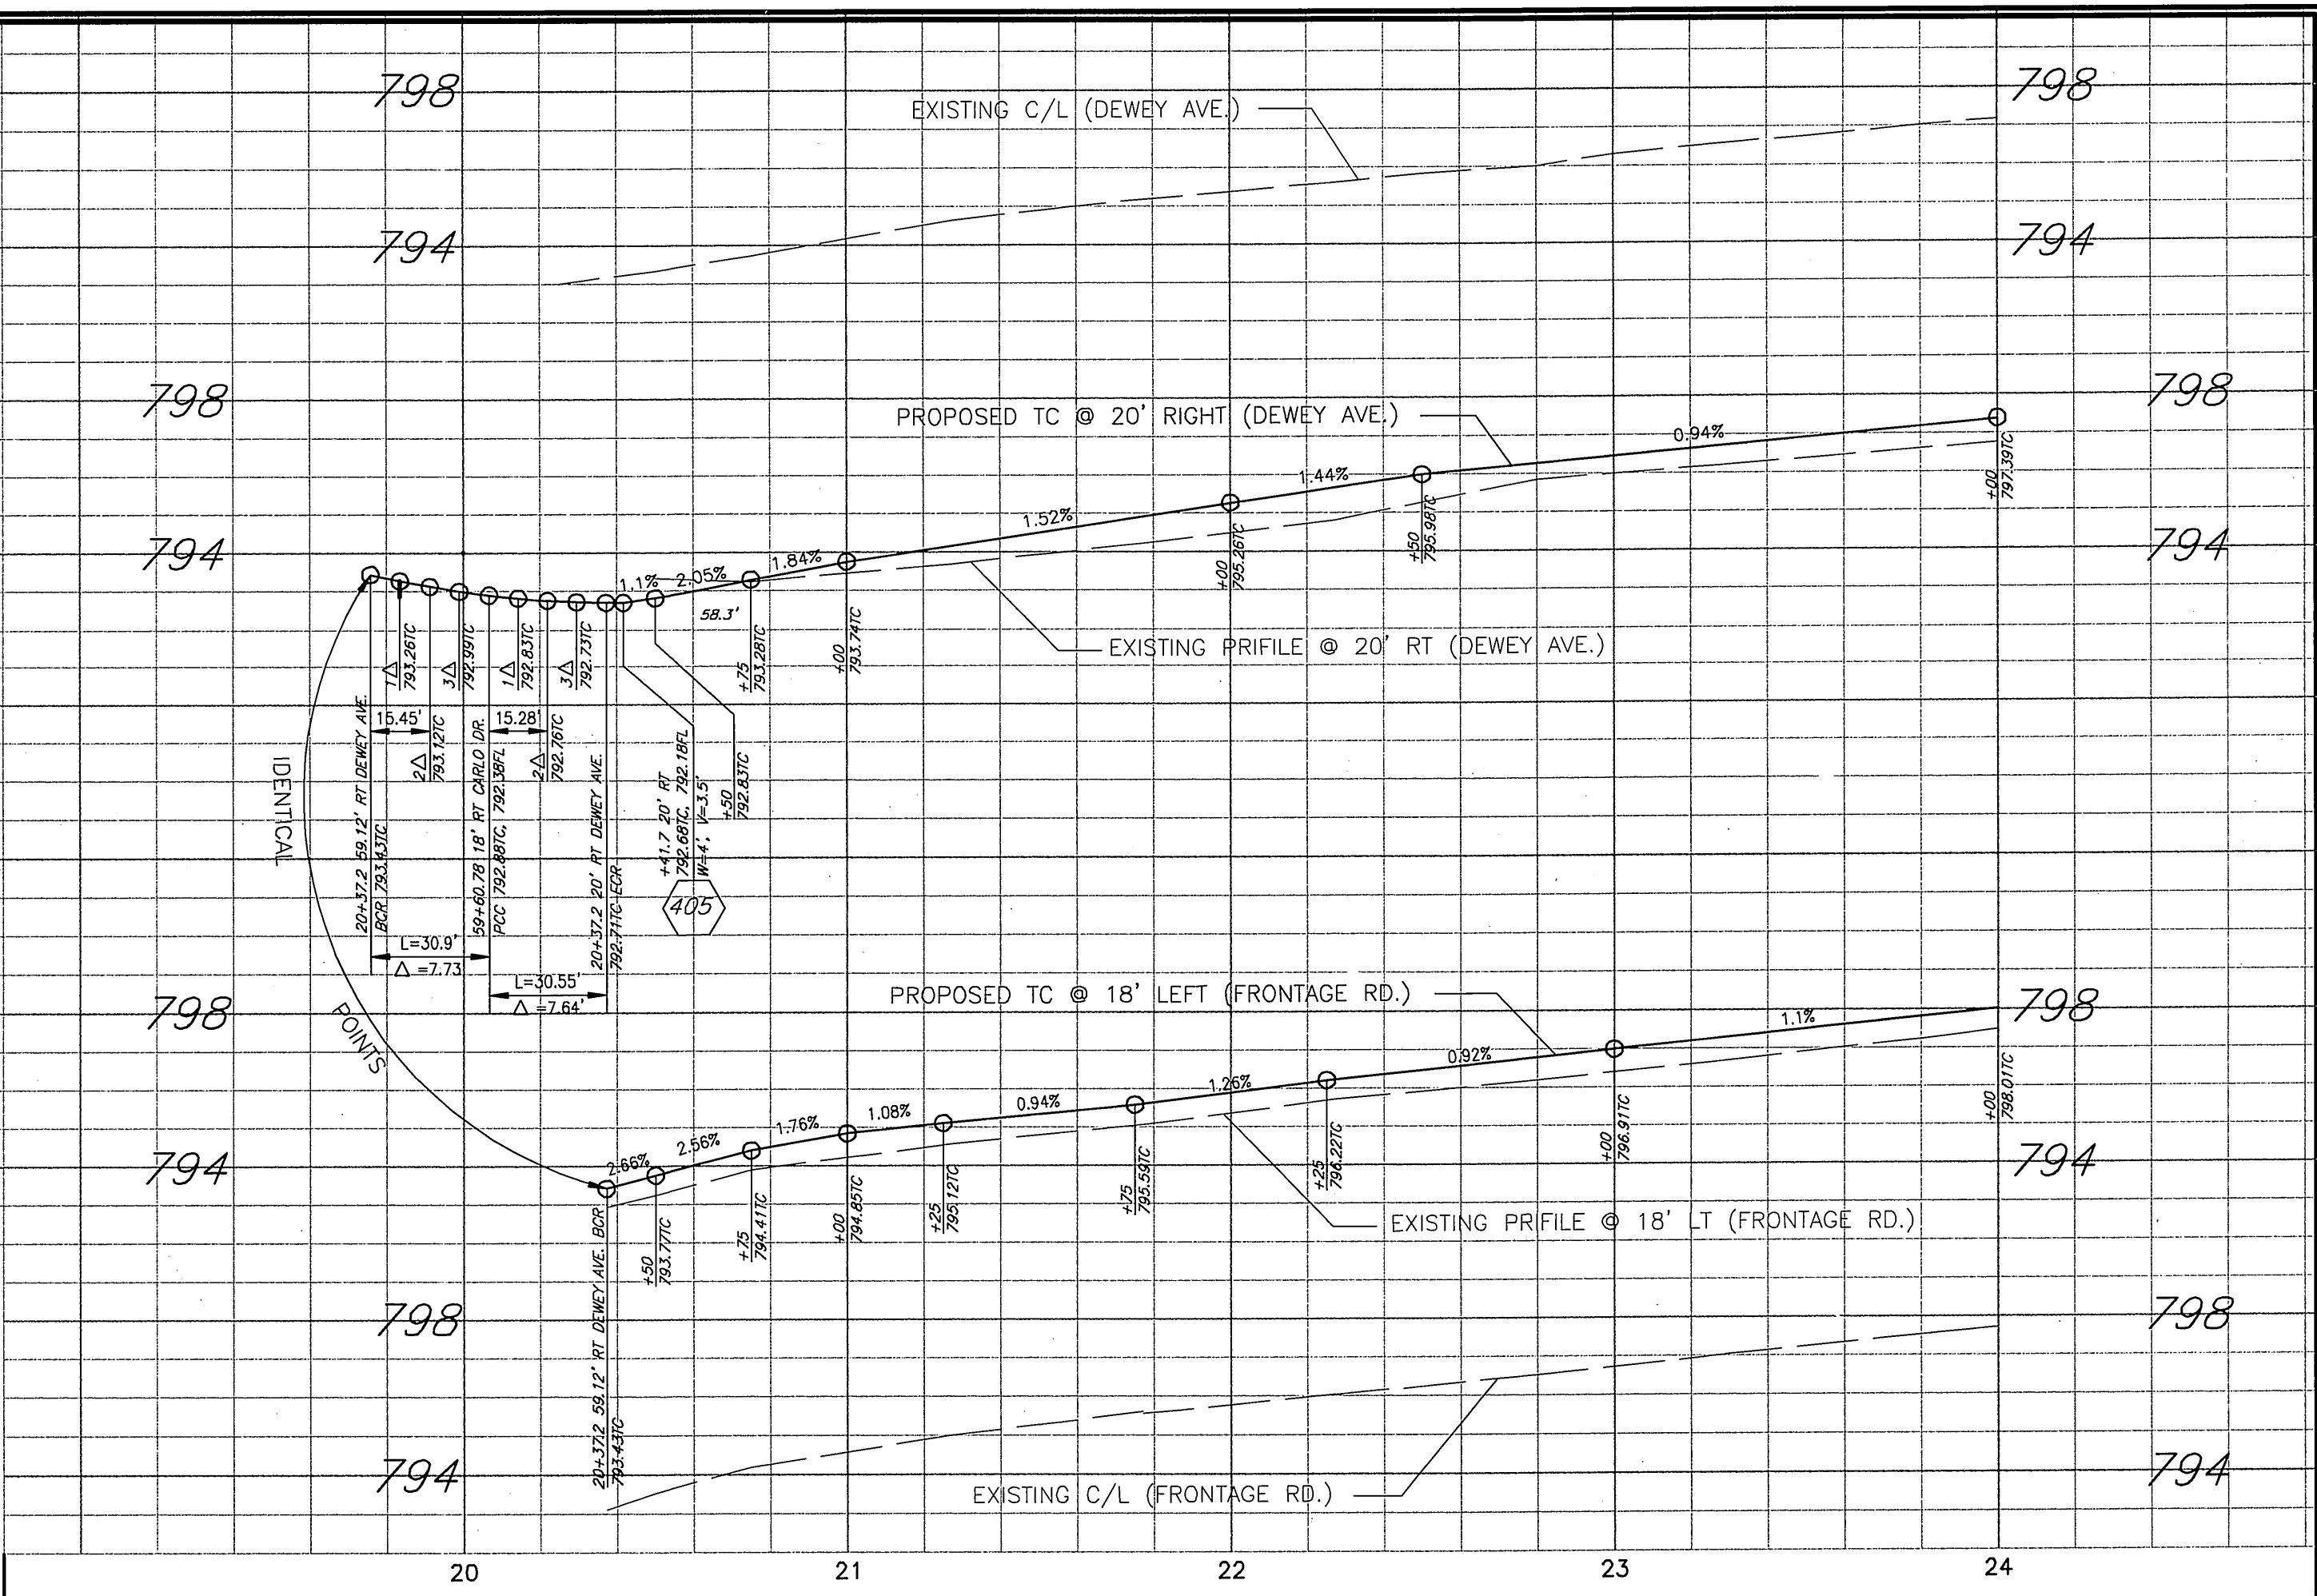 798
798
EXISTING C/L (DEWEY AVE.)
794
794
798
798
PROPOSED TC @ 20' RIGHT (DEWEY AVE.)
0.94%
1.44%
1.52%
1.84%
2.05%
1.1%
58.3'
794
794
+00
797.39TC
+50
795.98TC
+00
795.26TC
+00
793.74TC
+75
793.28TC
EXISTING PRIFILE @ 20' RT (DEWEY AVE.)
1△
793.26TC
3△
792.99TC
1△
792.83TC
3△
792.73TC
15.45'
15.28'
2△
793.12TC
2△
792.76TC
20+37.2 59.12' RT DEWEY AVE.
BCR 793.43TC
59+60.78 18' RT CARLO DR.
PCC 792.88TC, 792.38FL
20+37.2 20' RT DEWEY AVE.
792.71TC ECR
+41.7 20' RT
792.68TC, 792.18FL
W=4', V=3.5'
+50
792.83TC
405
IDENTICAL
POINTS
L=30.9'
△ =7.73
L=30.55'
△ =7.64'
798
798
PROPOSED TC @ 18' LEFT (FRONTAGE RD.)
1.1%
0.92%
1.26%
0.94%
1.08%
1.76%
2.56%
2.66%
794
794
20+37.2 59.12' RT DEWEY AVE. BCR
793.43TC
+50
793.77TC
+75
794.41TC
+00
794.85TC
+25
795.12TC
+75
795.59TC
+25
796.22TC
+00
796.91TC
+00
798.01TC
EXISTING PRIFILE @ 18' LT (FRONTAGE RD.)
798
798
794
794
EXISTING C/L (FRONTAGE RD.)
20
21
22
23
24